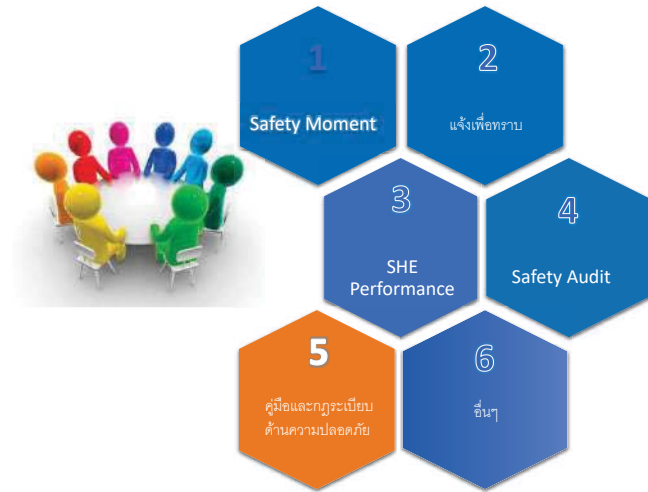 1
Safety Moment
2
แจ้งเพื่อทราบ
3
SHE
Performance
4
Safety Audit
5
คู่มือและกฎระเบียบ
ด้านความปลอดภัย
6
อื่นๆ